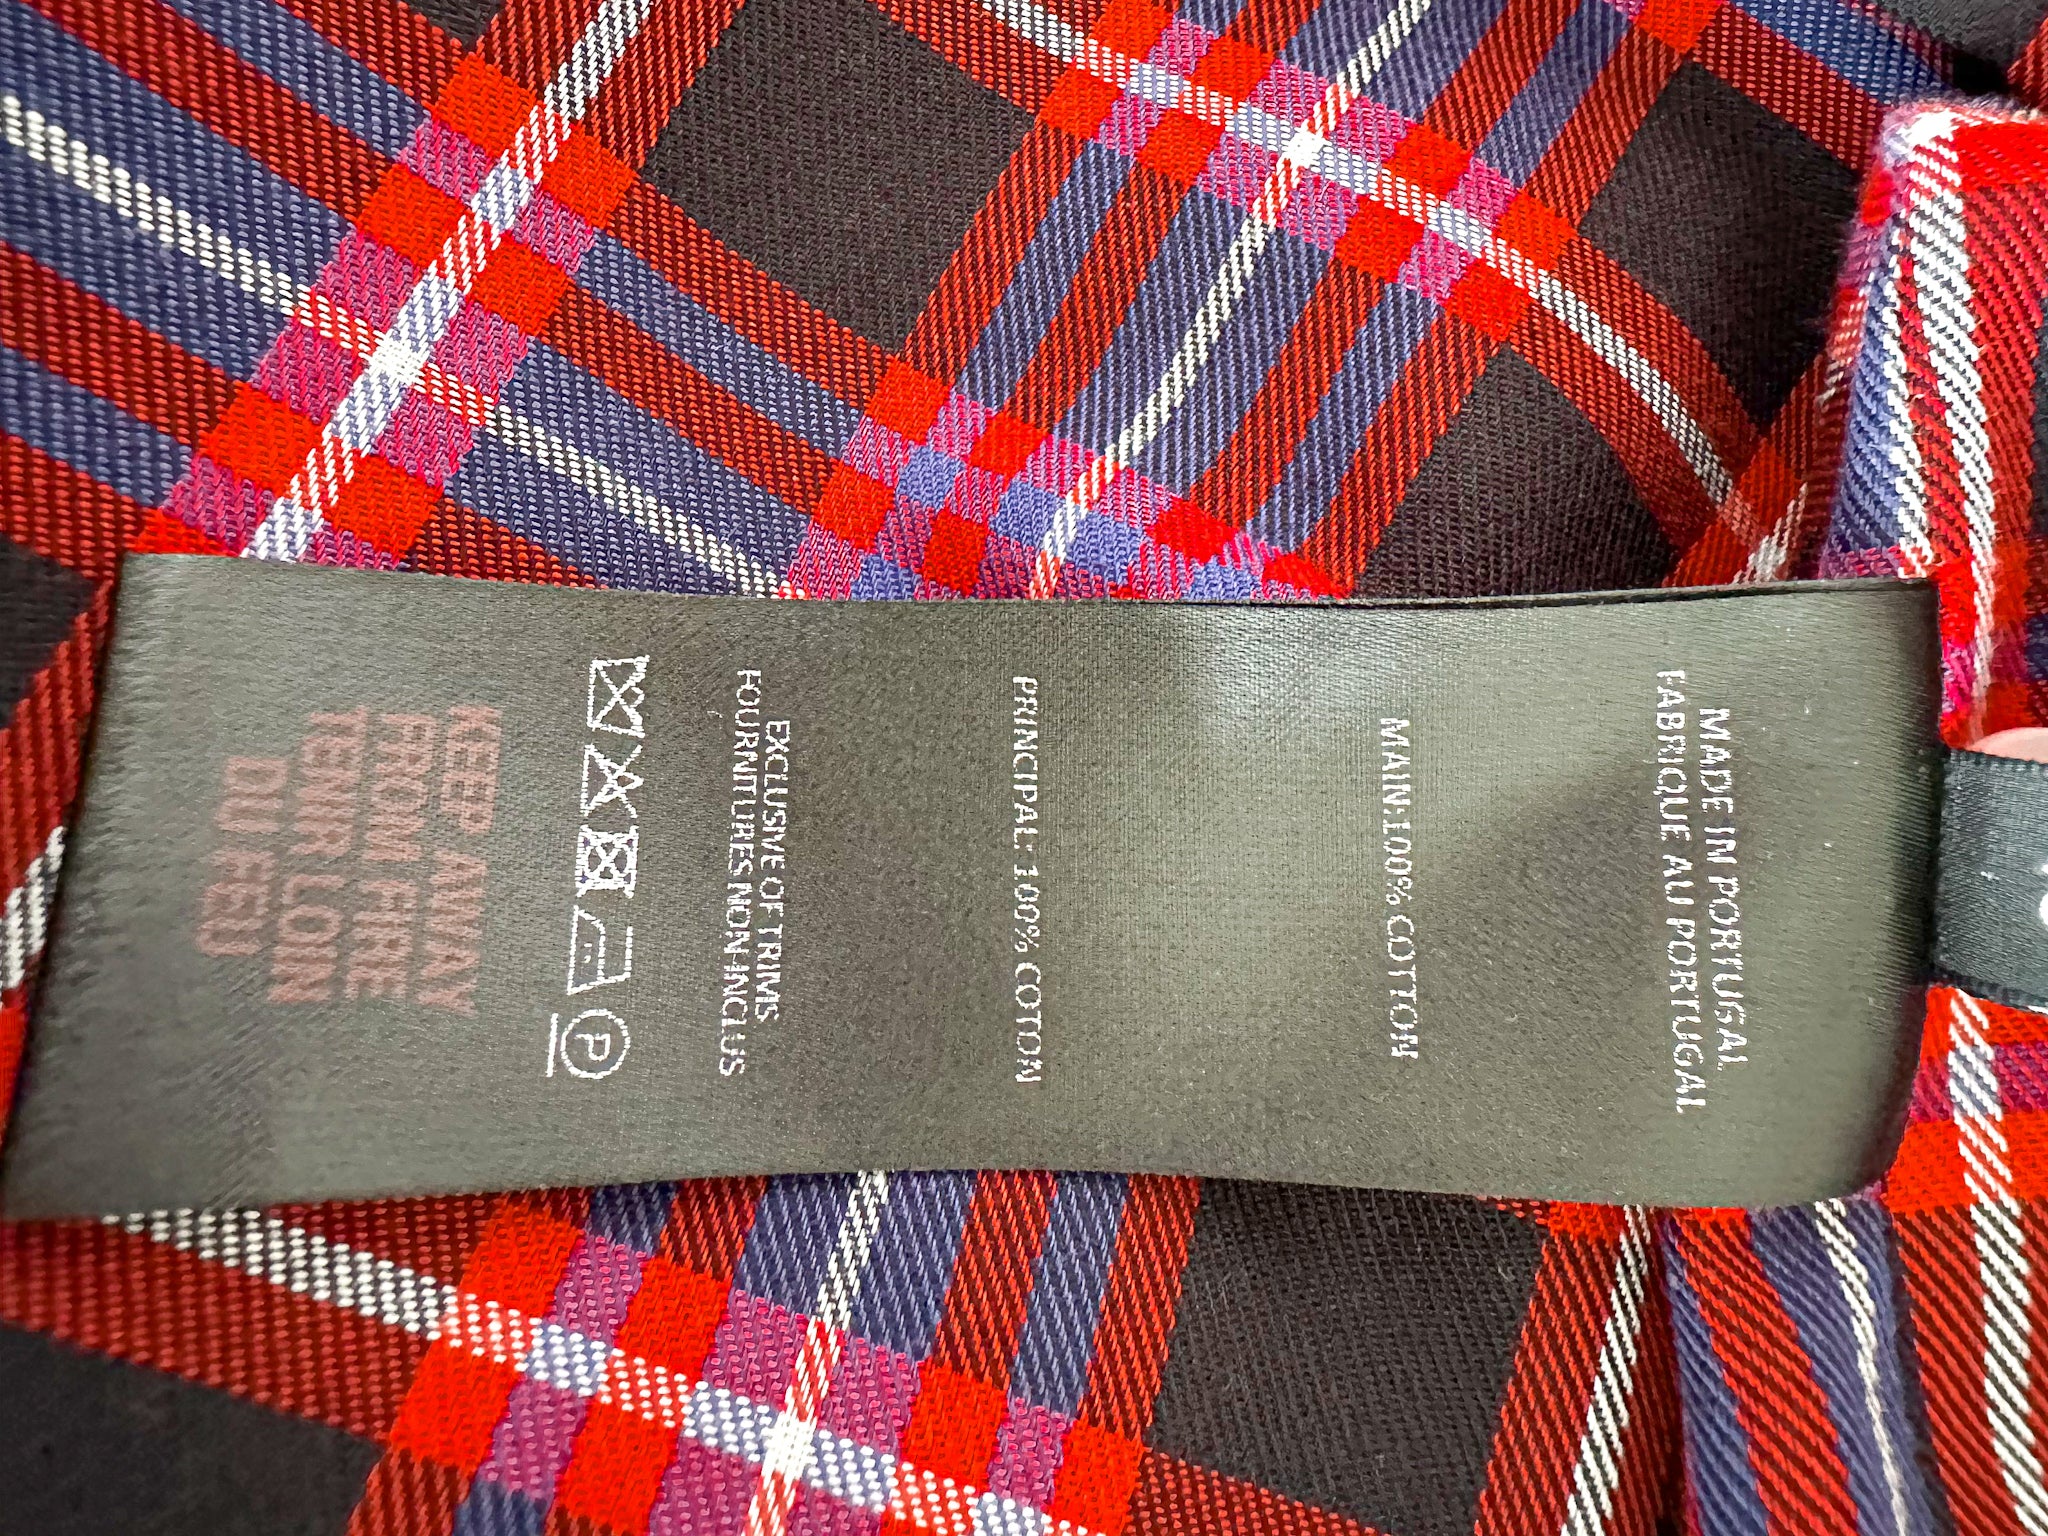 MADE IN PORTUGAL
FABRIQUE AU PORTUGAL
MAIN:100% COTTON
PRINCIPAL: 100% COTTON
EXCLUSIVE OF TRIMS
FOURNITURES NON-INCLUS
P
KEEP AWAY
FROM FIRE
TENIR LOIN
DU FEU